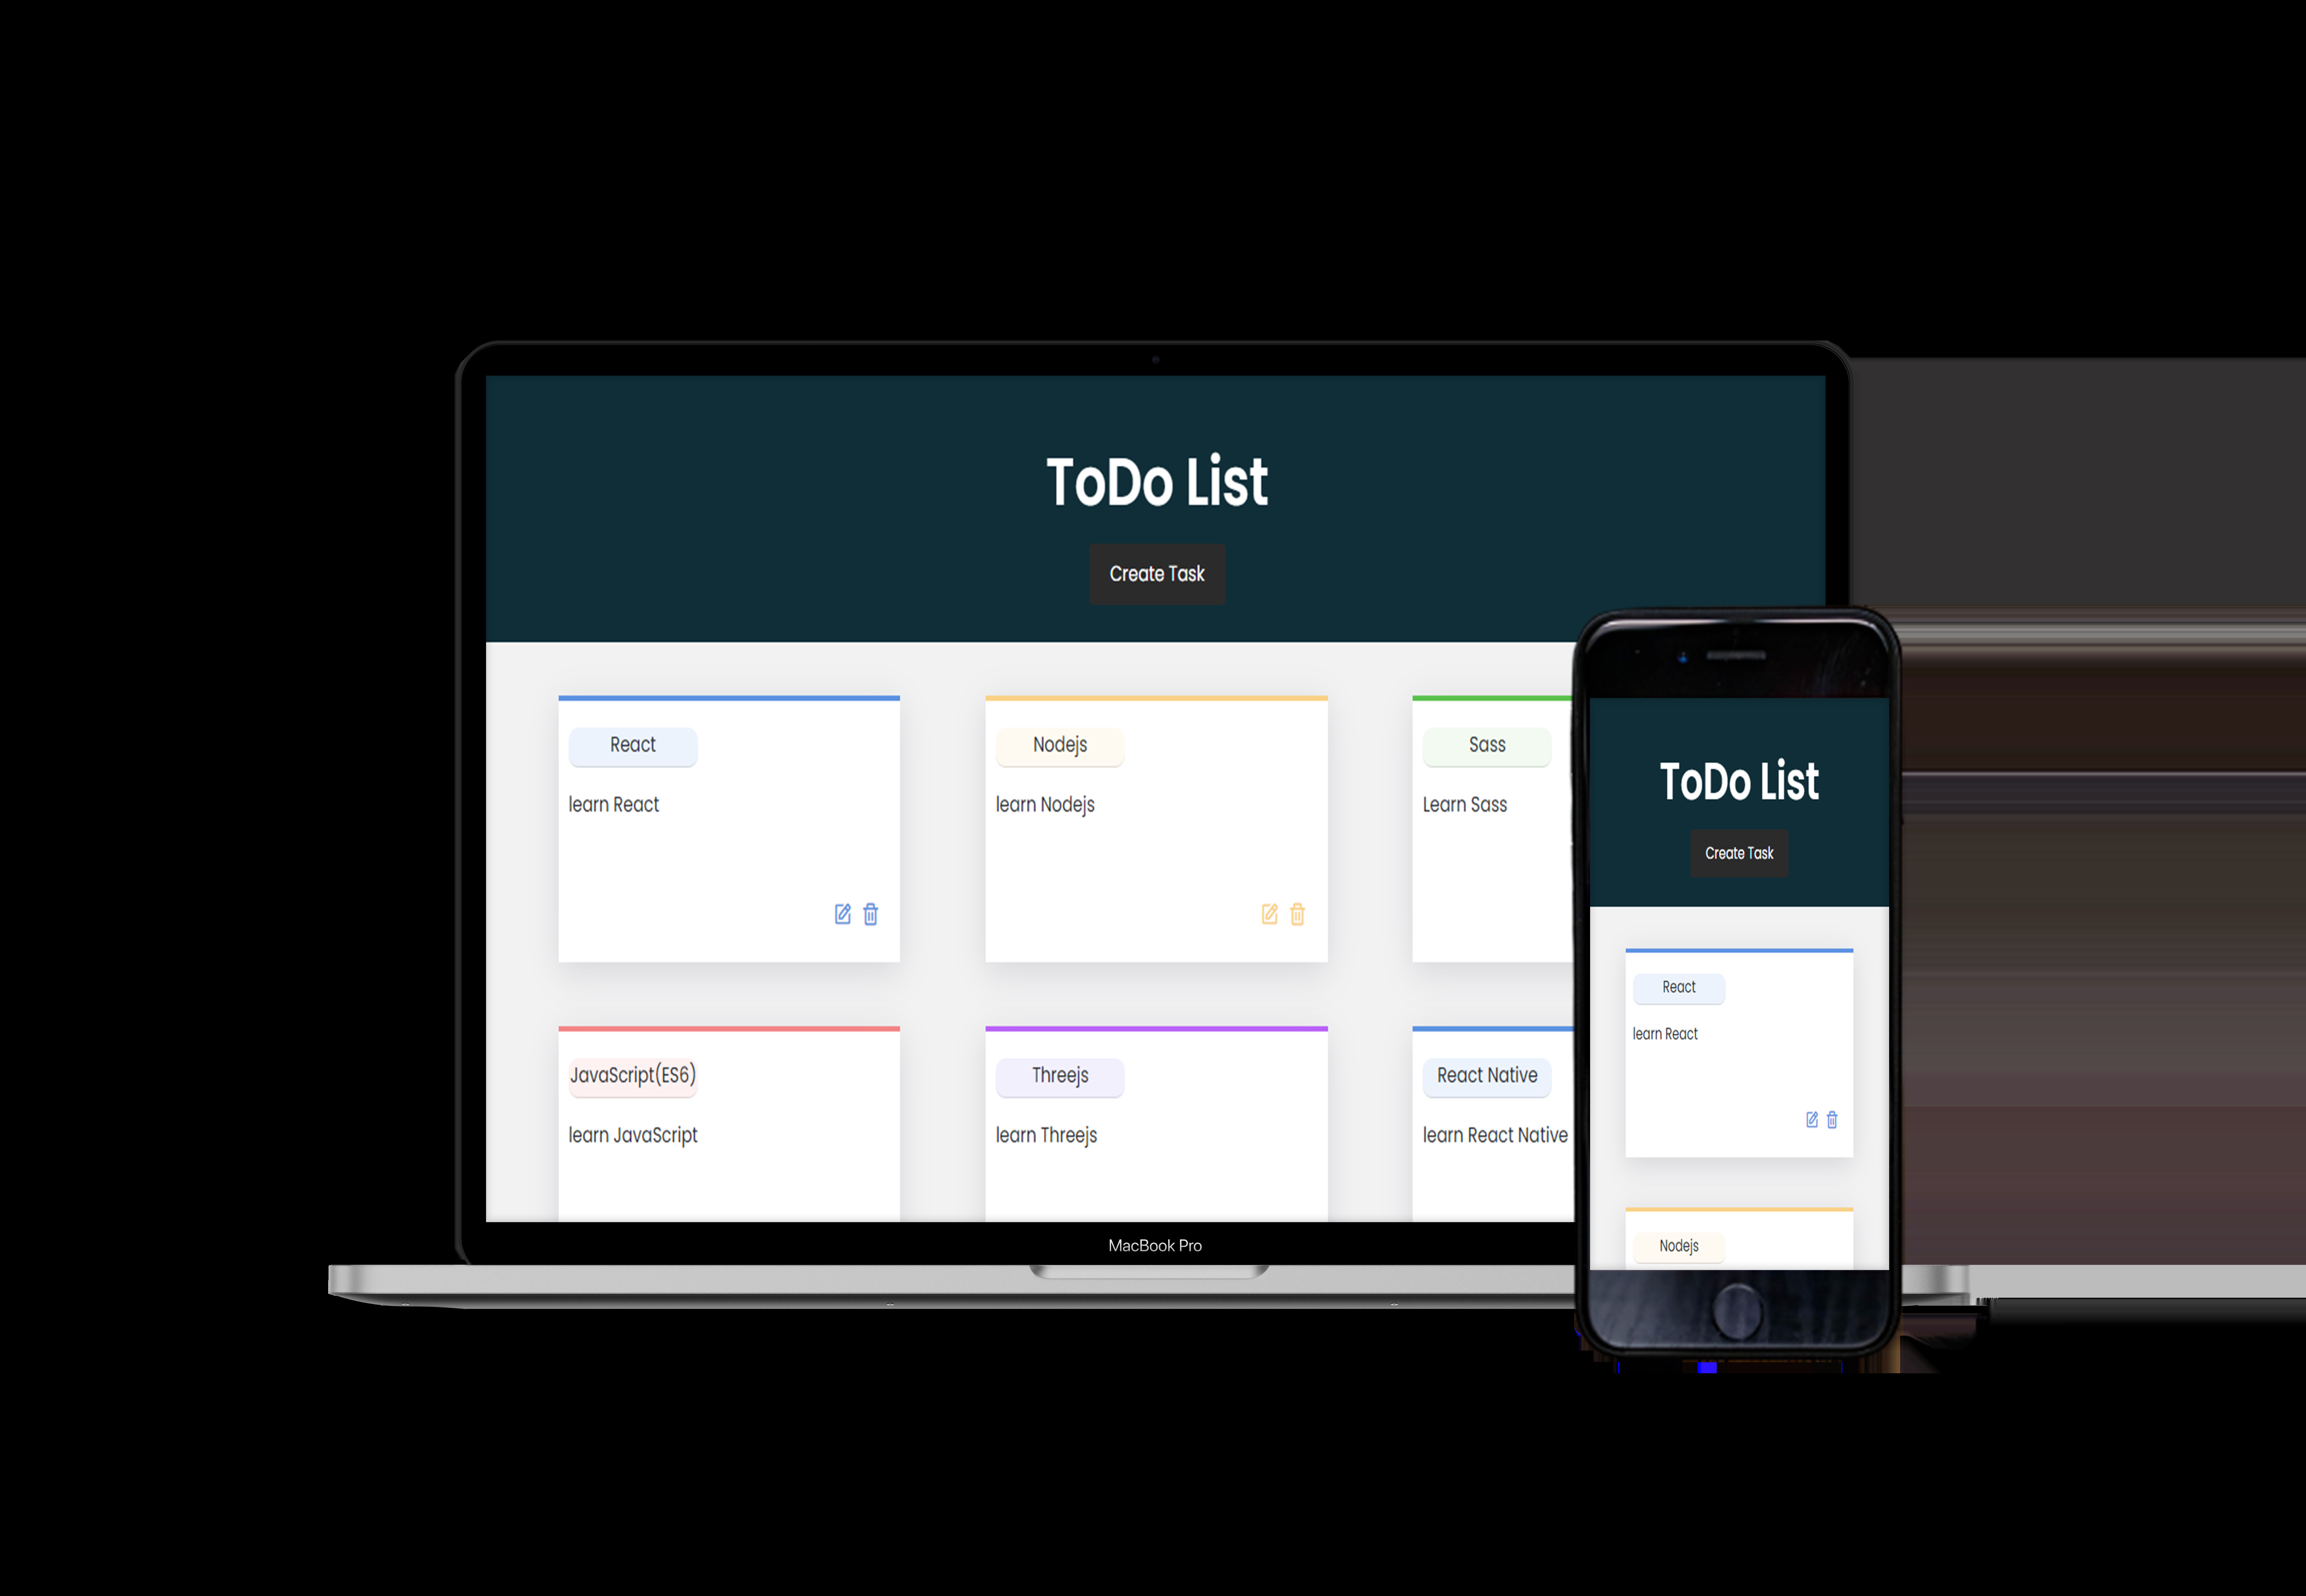 ToDo List
Create Task
React
learn React
Nodejs
learn Nodejs
Sass
Learn Sass
JavaScript(ES6)
learn JavaScript
Threejs
learn Threejs
React Native
learn React Native
MacBook Pro
ToDo List
Create Task
React
learn React
Nodejs